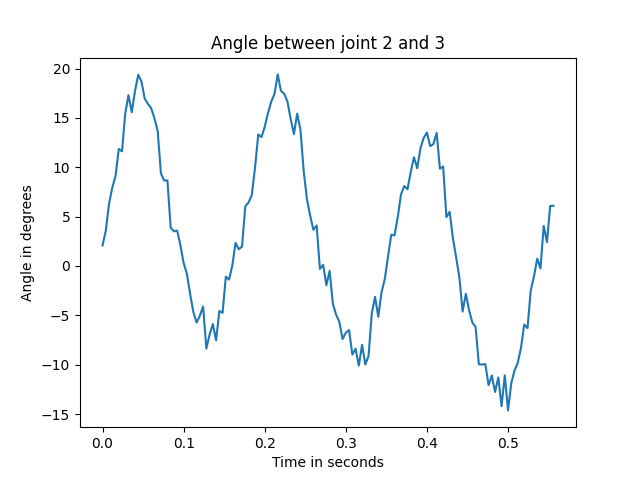 Angle between joint 2 and 3
20
15
10
5
0
−5
−10
−15
Angle in degrees
0.0 0.1 0.2 0.3 0.4 0.5
Time in seconds